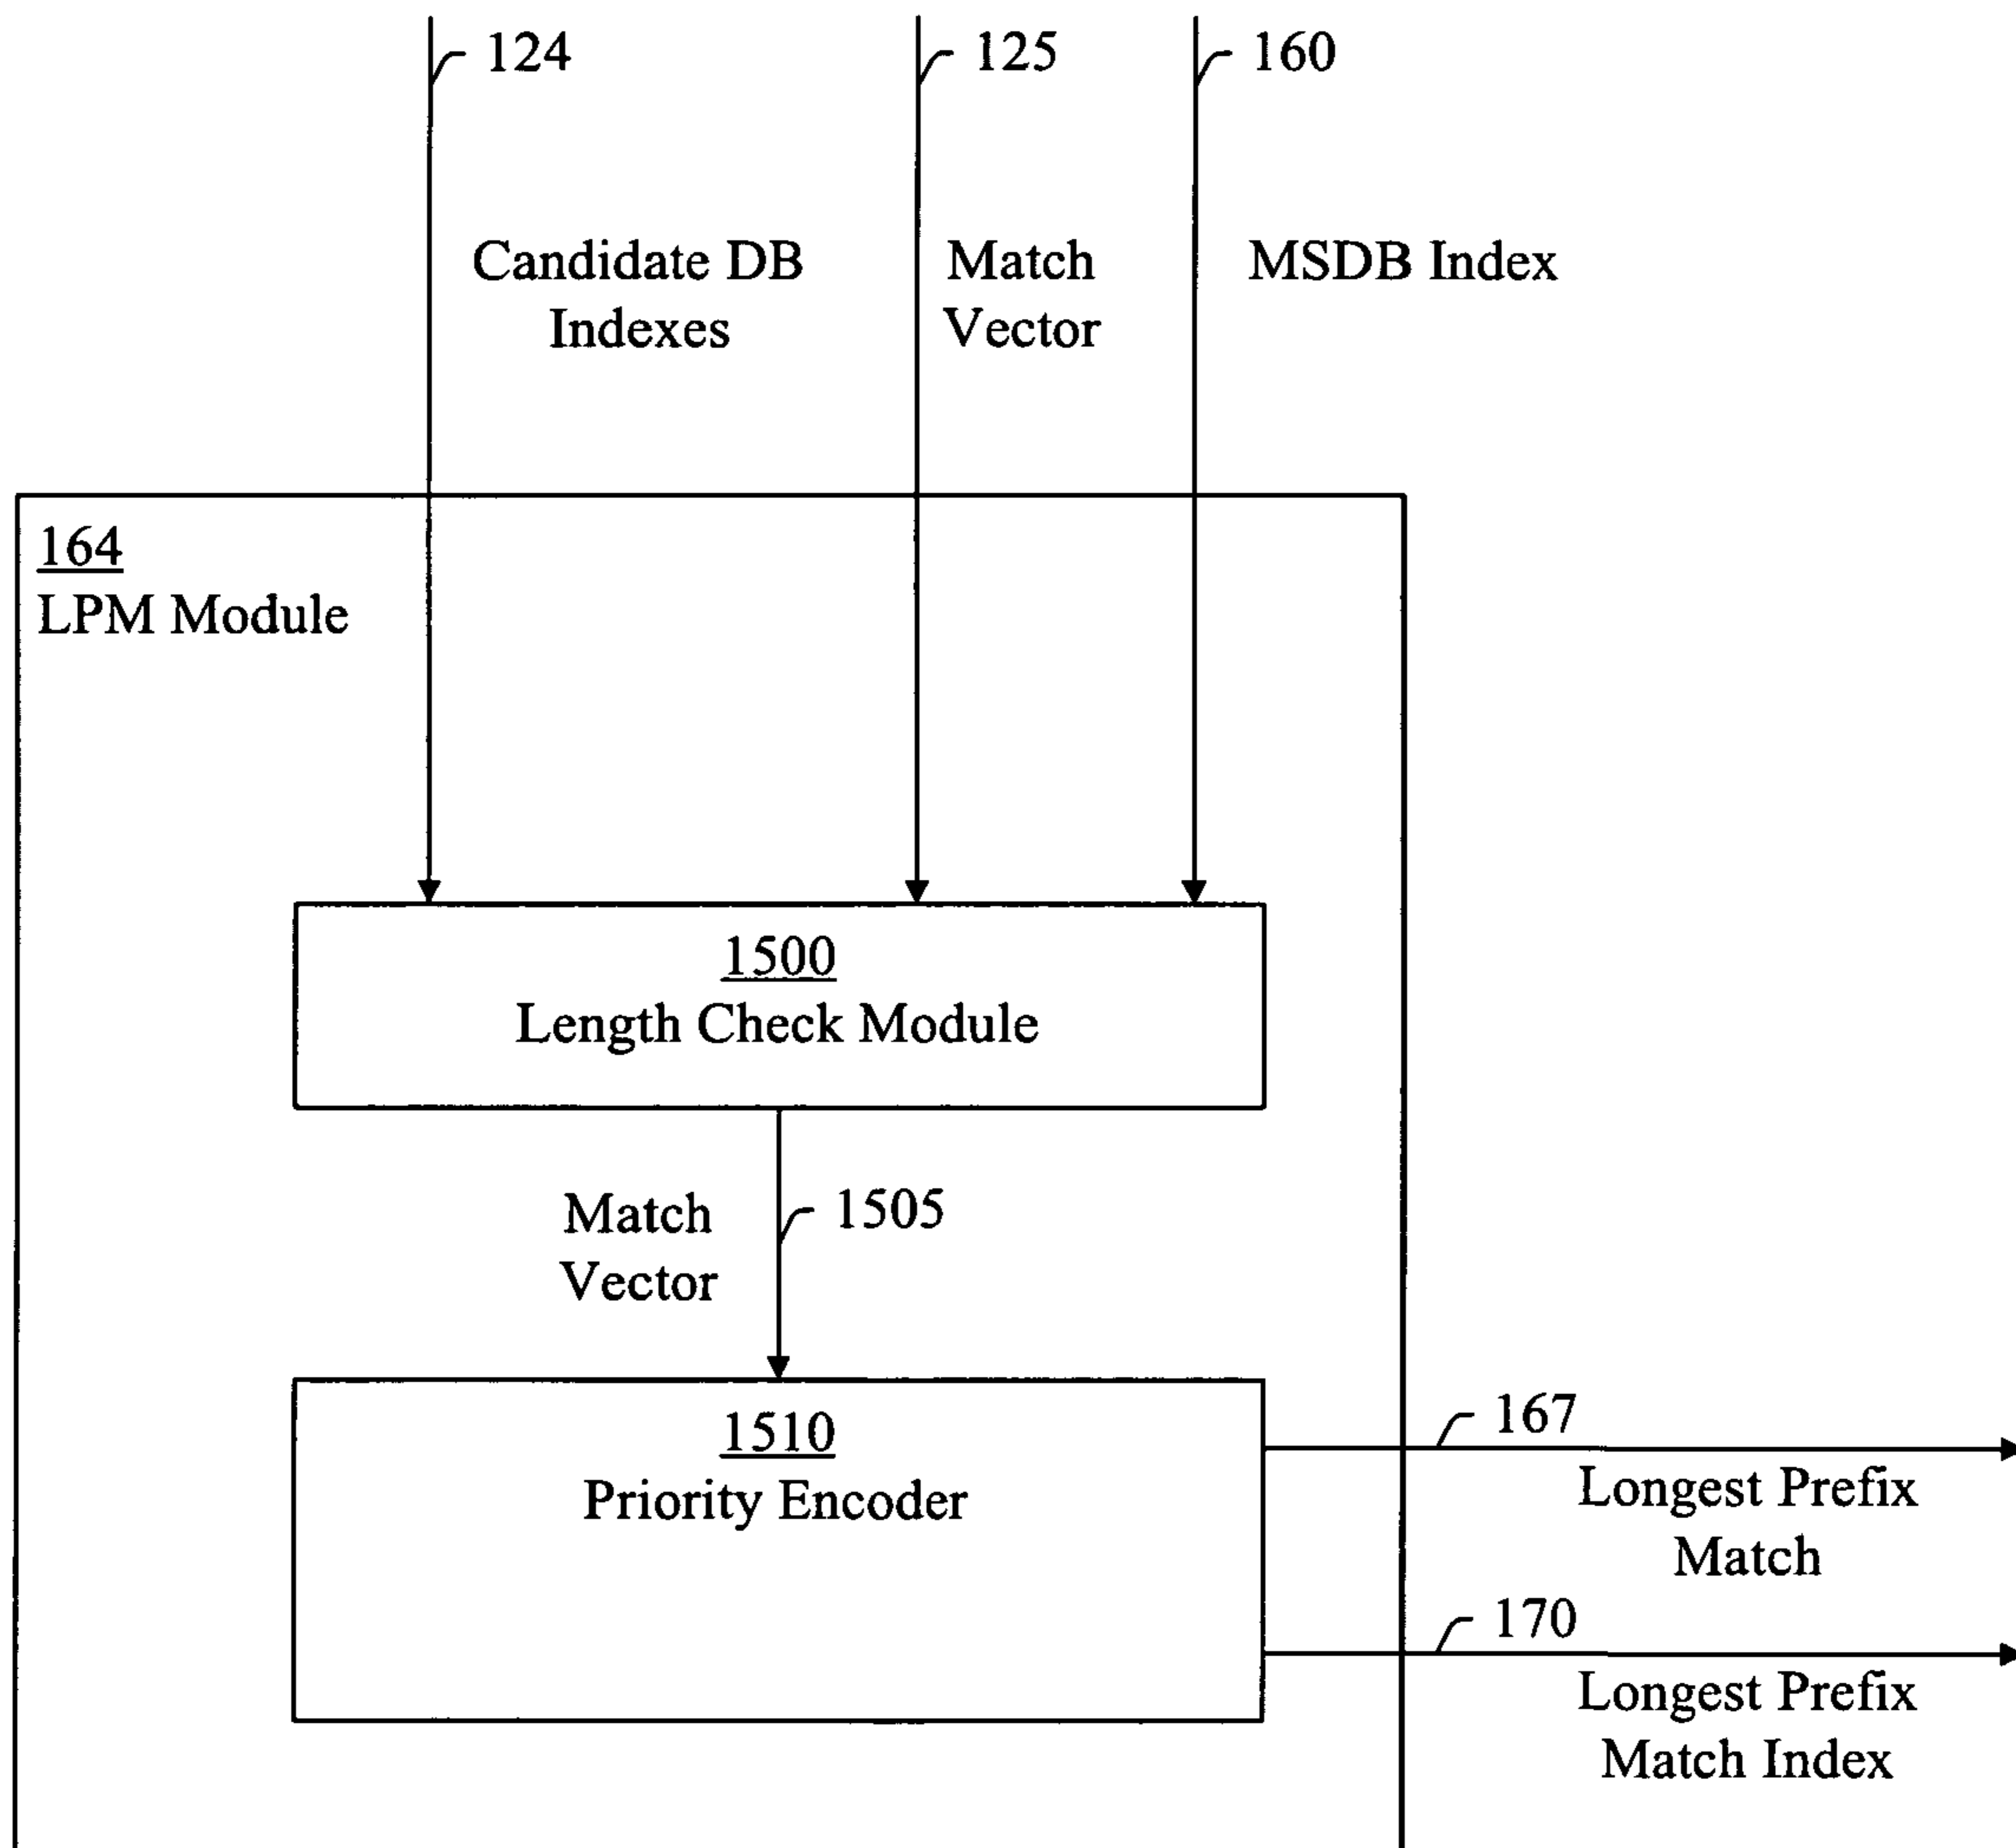 124
125
160
Candidate DB
Indexes
Match
Vector
MSDB Index
164
LPM Module
1500
Length Check Module
Match
Vector
1505
1510
Priority Encoder
167
Longest Prefix
Match
170
Longest Prefix
Match Index